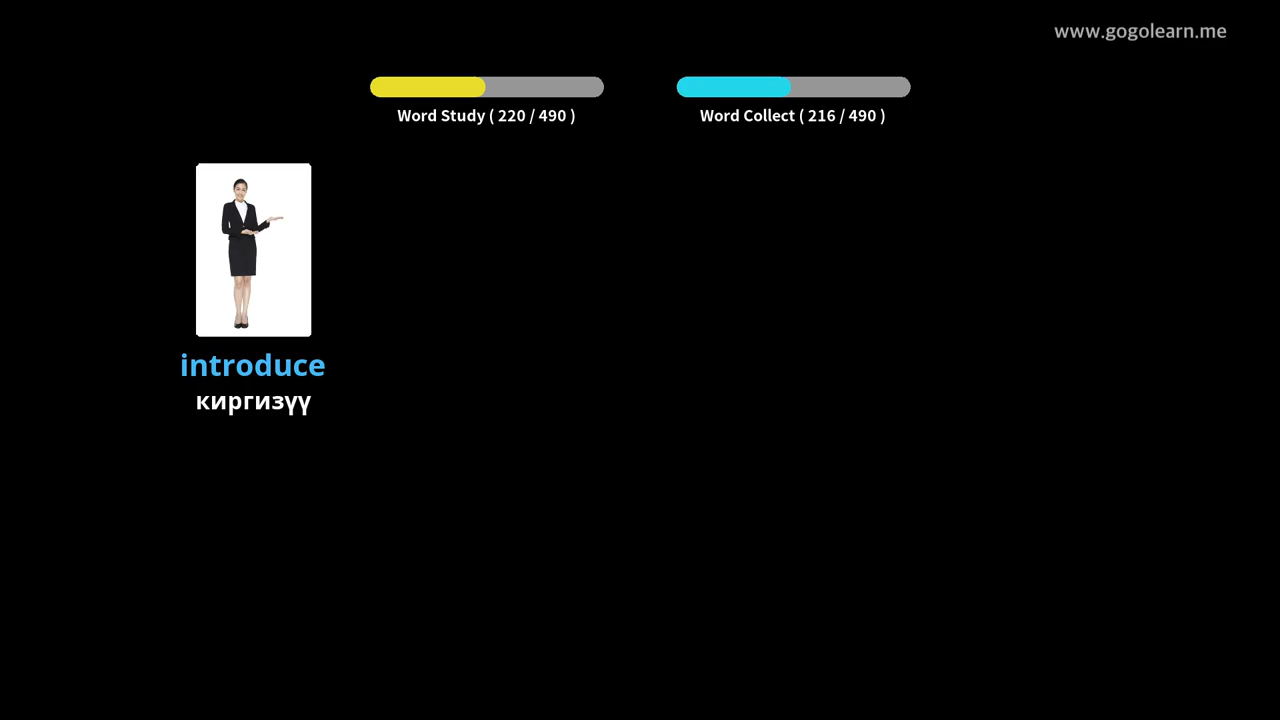 www.gogolearn.me
Word Study ( 220 / 490 )
Word Collect ( 216 / 490 )
introduce
киргизүү